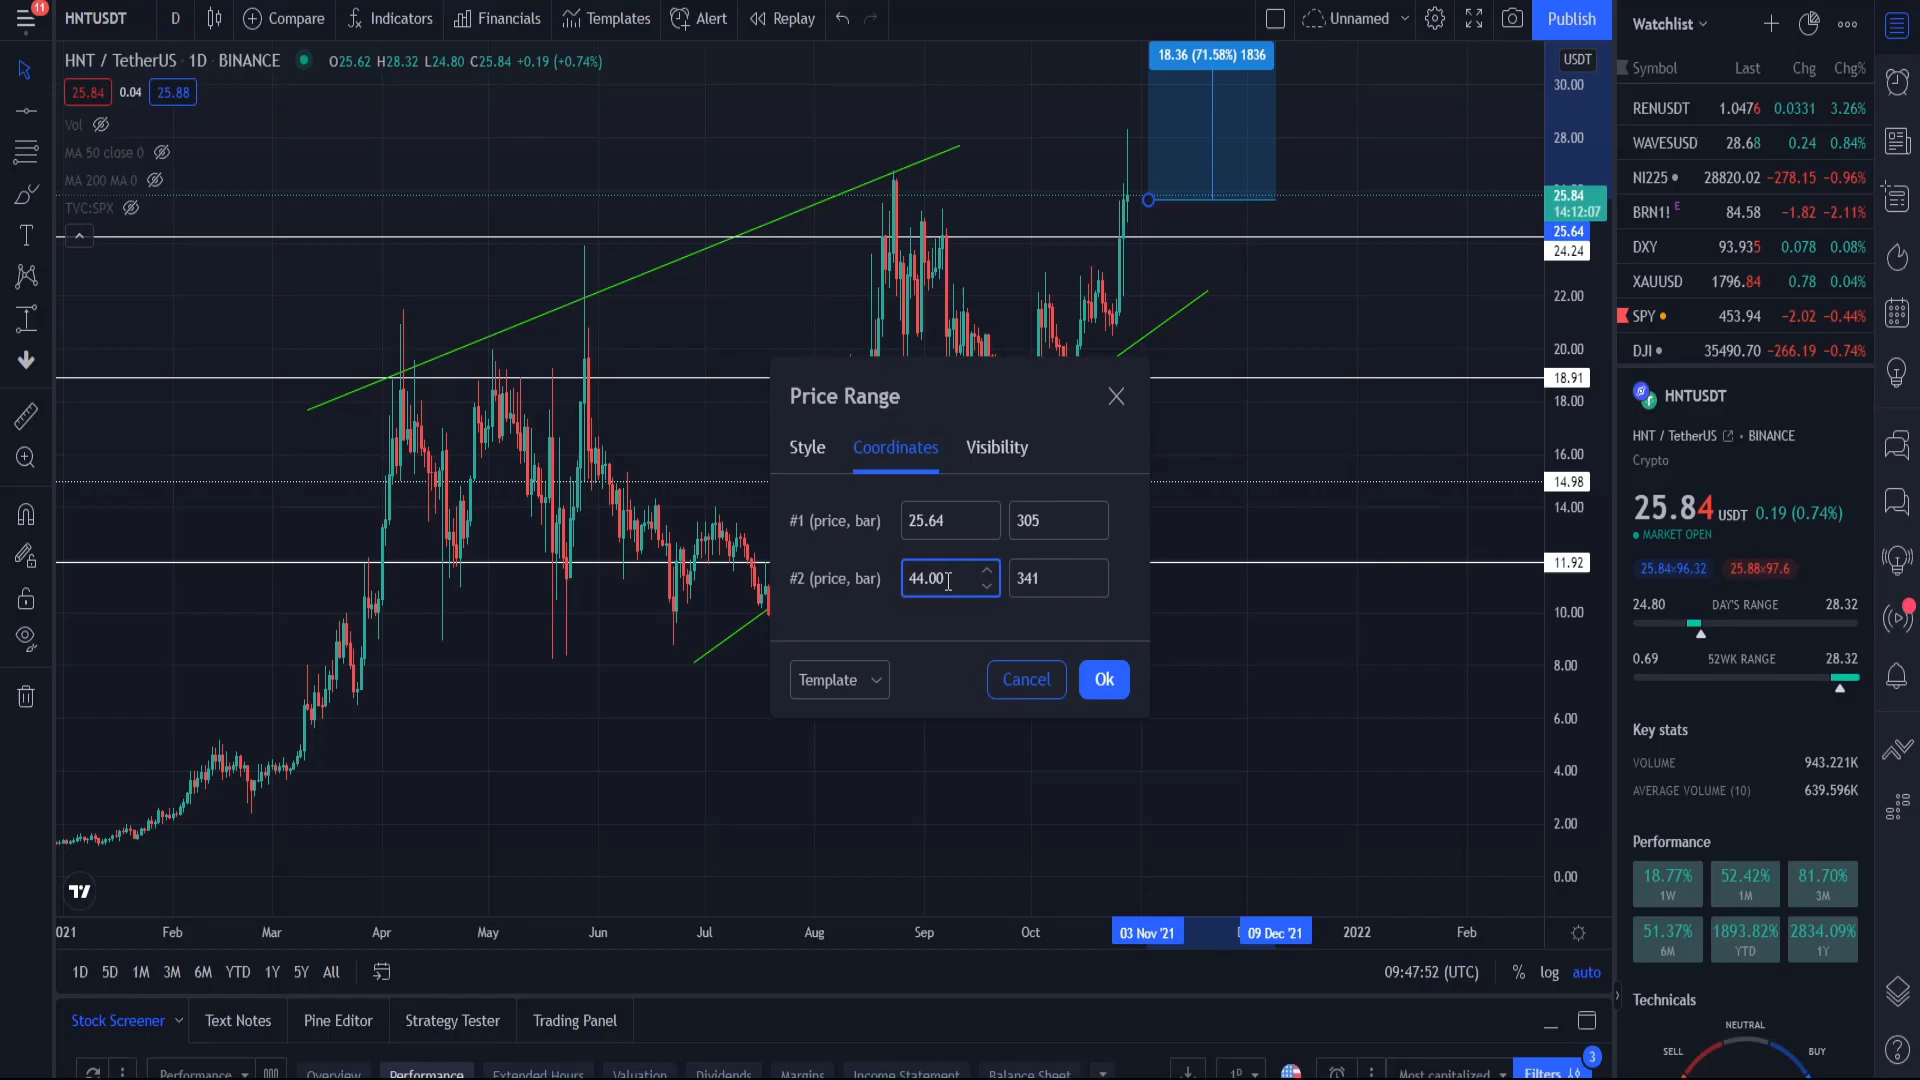 11
HNTUSDT D Compare Indicators Financials Templates Alert Replay Unnamed Publish
HNT / TetherUS · 1D · BINANCE O25.62 H28.32 L24.80 C25.84 +0.19 (+0.74%)
25.84 0.04 25.88
Vol
MA 50 close 0
MA 200 MA 0
TVC:SPX
18.36 (71.58%) 1836
USDT
30.00
28.00
25.84
14:12:07
25.64
24.24
22.00
20.00
18.91
18.00
16.00
14.98
14.00
11.92
10.00
8.00
6.00
4.00
2.00
0.00
Price Range
Style Coordinates Visibility
#1 (price, bar) 25.64 305
#2 (price, bar) 44.00 341
Template Cancel Ok
021 Feb Mar Apr May Jun Jul Aug Sep Oct 03 Nov '21 09 Dec '21 2022 Feb
1D 5D 1M 3M 6M YTD 1Y 5Y All 09:47:52 (UTC) % log auto
Stock Screener Text Notes Pine Editor Strategy Tester Trading Panel
Performance Overview Performance Extended Hours Valuation Dividends Margins Income Statement Balance Sheet 1D Most capitalized Filters 3
Watchlist
Symbol Last Chg Chg%
RENUSDT 1.0476 0.0331 3.26%
WAVESUSD 28.68 0.24 0.84%
NI225 28820.02 −278.15 −0.96%
BRN1! E 84.58 −1.82 −2.11%
DXY 93.935 0.078 0.08%
XAUUSD 1796.84 0.78 0.04%
SPY 453.94 −2.02 −0.44%
DJI 35490.70 −266.19 −0.74%
HNTUSDT
HNT / TetherUS · BINANCE
Crypto
25.84 USDT 0.19 (0.74%)
MARKET OPEN
25.84×96.32 25.88×97.6
24.80 DAY'S RANGE 28.32
0.69 52WK RANGE 28.32
Key stats
VOLUME 943.221K
AVERAGE VOLUME (10) 639.596K
Performance
18.77% 52.42% 81.70%
1W 1M 3M
51.37% 1893.82% 2834.09%
6M YTD 1Y
Technicals
NEUTRAL
SELL BUY